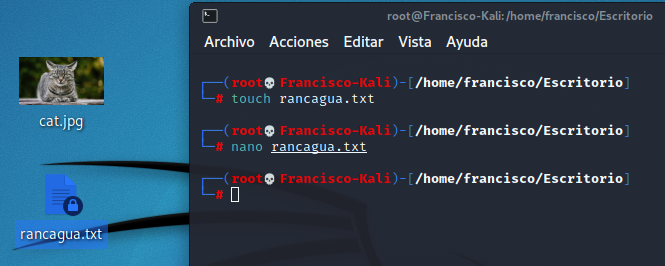 root@Francisco-Kali: /home/francisco/Escritorio
Archivo Acciones Editar Vista Ayuda
┌──(root💀Francisco-Kali)-[/home/francisco/Escritorio]
└─# touch rancagua.txt
┌──(root💀Francisco-Kali)-[/home/francisco/Escritorio]
└─# nano rancagua.txt
┌──(root💀Francisco-Kali)-[/home/francisco/Escritorio]
└─#
cat.jpg
rancagua.txt